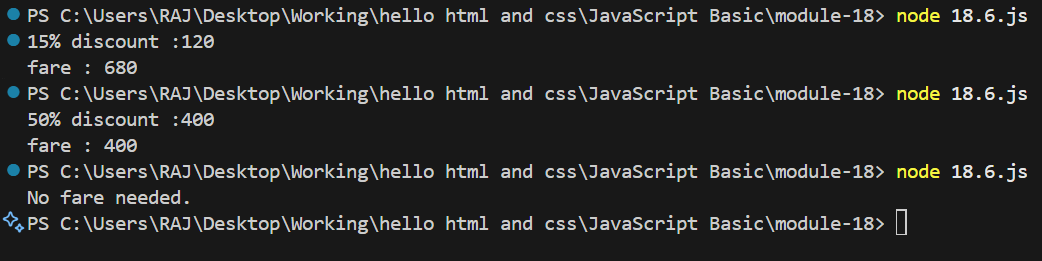 PS C:\Users\RAJ\Desktop\Working\hello html and css\JavaScript Basic\module-18> node 18.6.js
15% discount :120
fare : 680
PS C:\Users\RAJ\Desktop\Working\hello html and css\JavaScript Basic\module-18> node 18.6.js
50% discount :400
fare : 400
PS C:\Users\RAJ\Desktop\Working\hello html and css\JavaScript Basic\module-18> node 18.6.js
No fare needed.
PS C:\Users\RAJ\Desktop\Working\hello html and css\JavaScript Basic\module-18>